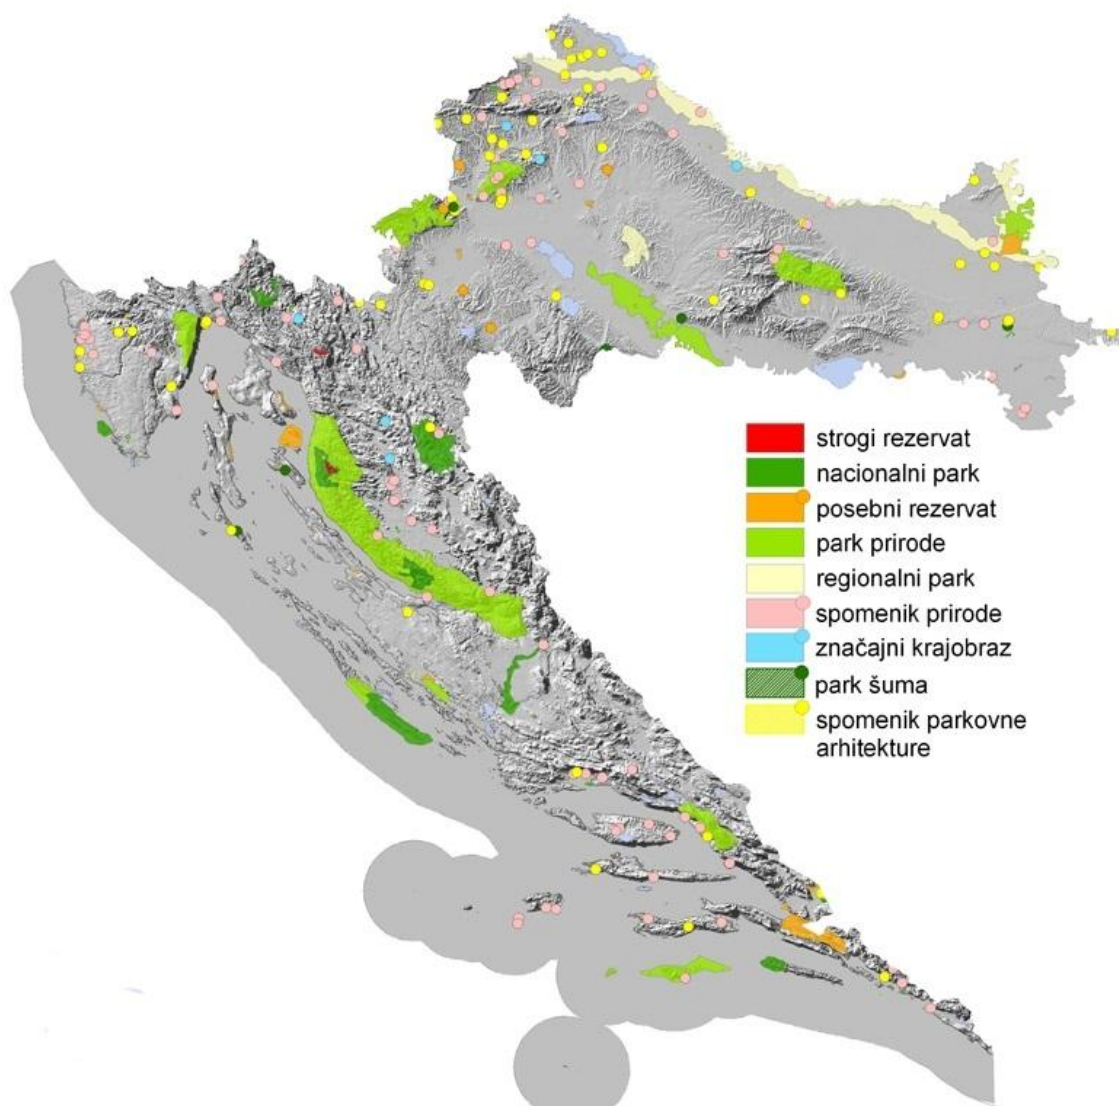 strogi rezervat
nacionalni park
posebni rezervat
park prirode
regionalni park
spomenik prirode
značajni krajobraz
park šuma
spomenik parkovne
arhitekture